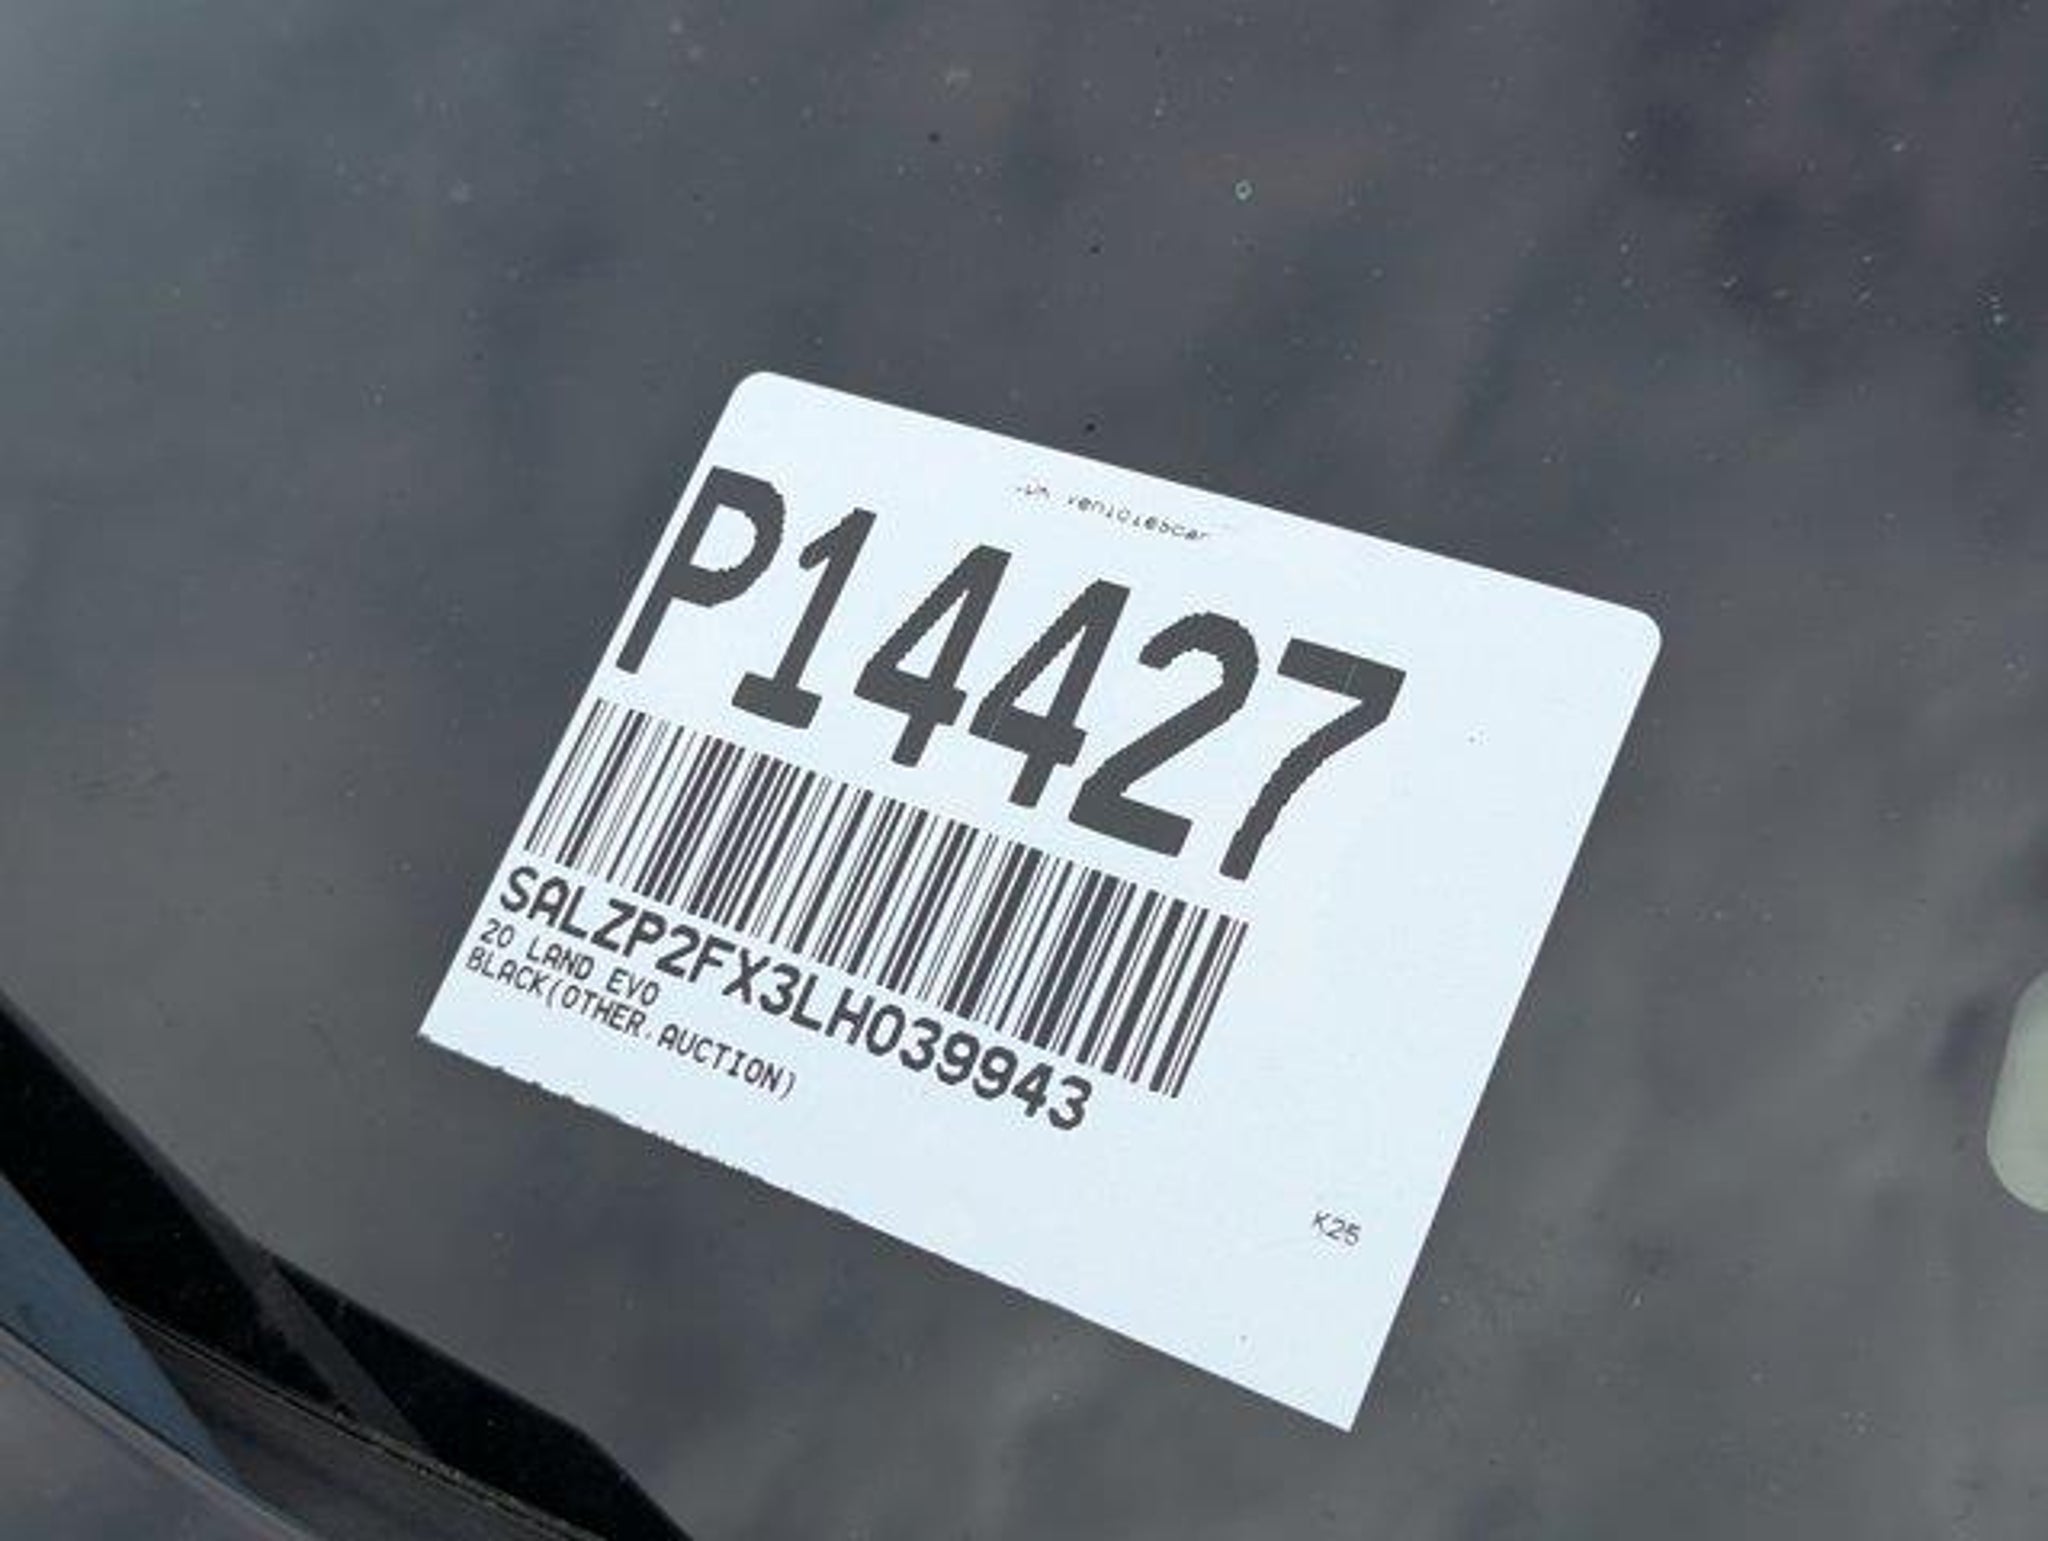 P14427
SALZP2FX3LH039943
20 LAND EVO
BLACK(OTHER.AUCTION)
K25